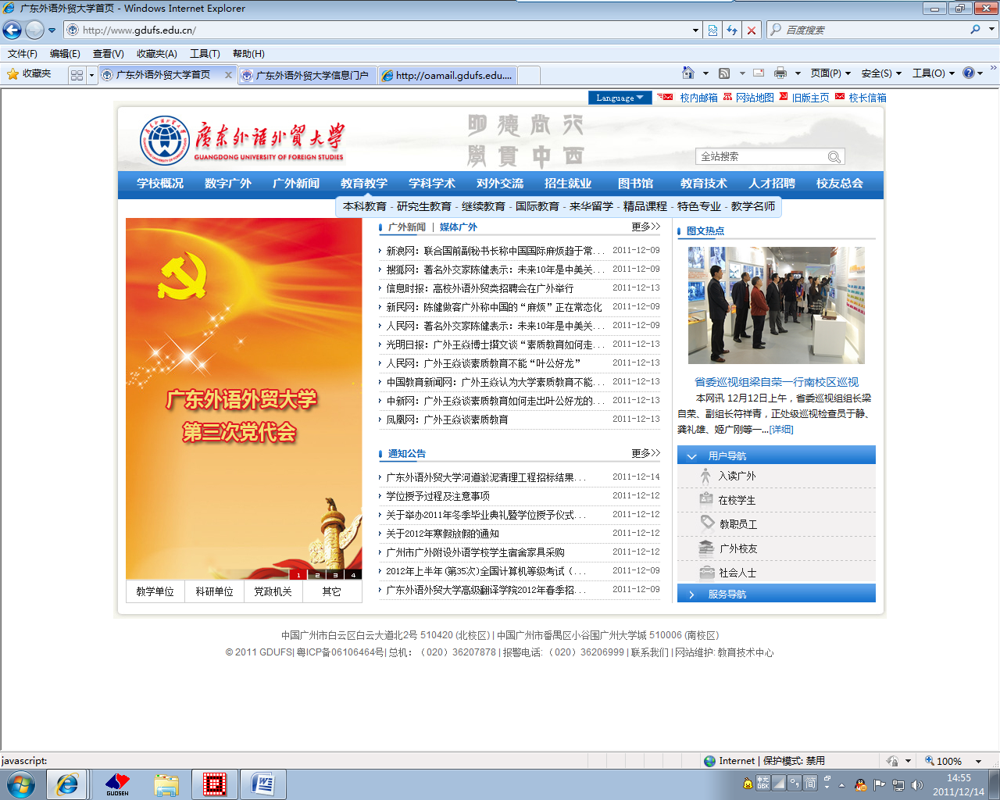 广东外语外贸大学首页 - Windows Internet Explorer
http://www.gdufs.edu.cn/
百度搜索
文件(F) 编辑(E) 查看(V) 收藏夹(A) 工具(T) 帮助(H)
收藏夹 广东外语外贸大学首页 广东外语外贸大学信息门户 http://oamail.gdufs.edu.... 页面(P) 安全(S) 工具(O)
Language 校内邮箱 网站地图 旧版主页 校长信箱
广东外语外贸大学
GUANGDONG UNIVERSITY OF FOREIGN STUDIES
明德尚行
學貫中西
全站搜索
学校概况 数字广外 广外新闻 教育教学 学科学术 对外交流 招生就业 图书馆 教育技术 人才招聘 校友总会
本科教育 - 研究生教育 - 继续教育 - 国际教育 - 来华留学 - 精品课程 - 特色专业 - 教学名师
广东外语外贸大学
第三次党代会
1 2 3 4
教学单位 科研单位 党政机关 其它
广外新闻 | 媒体广外 更多>>
新浪网：联合国前副秘书长称中国国际麻烦趋于常... 2011-12-09
搜狐网：著名外交家陈健表示：未来10年是中美关... 2011-12-09
信息时报：高校外语外贸类招聘会在广外举行 2011-12-13
新民网：陈健做客广外称中国的“麻烦”正在常态化 2011-12-09
人民网：著名外交家陈健表示：未来10年是中美关... 2011-12-09
光明日报：广外王焱博士撰文谈“素质教育如何走... 2011-12-13
人民网：广外王焱谈素质教育不能“叶公好龙” 2011-12-13
中国教育新闻网：广外王焱认为大学素质教育不能... 2011-12-13
中新网：广外王焱谈素质教育如何走出叶公好龙的... 2011-12-13
凤凰网：广外王焱谈素质教育 2011-12-13
通知公告 更多>>
广东外语外贸大学河道淤泥清理工程招标结果... 2011-12-14
学位授予过程及注意事项 2011-12-12
关于举办2011年冬季毕业典礼暨学位授予仪式... 2011-12-12
关于2012年寒假放假的通知 2011-12-12
广州市广外附设外语学校学生宿舍家具采购 2011-12-12
2012年上半年(第35次)全国计算机等级考试（... 2011-12-09
广东外语外贸大学高级翻译学院2012年春季招... 2011-12-09
图文热点
省委巡视组梁自荣一行南校区巡视
本网讯 12月12日上午，省委巡视组组长梁
自荣、副组长符祥青，正处级巡视检查员于静、
龚礼雄、姬广刚等一...[详细]
用户导航
入读广外
在校学生
教职员工
广外校友
社会人士
服务导航
中国广州市白云区白云大道北2号 510420 (北校区) | 中国广州市番禺区小谷围广州大学城 510006 (南校区)
© 2011 GDUFS| 粤ICP备06106464号| 总机：（020）36207878 | 报警电话:（020）36206999 | 联系我们 | 网站维护: 教育技术中心
javascript: Internet | 保护模式: 禁用 100%
GUOSEN
中文
GBK
简
14:55
2011/12/14